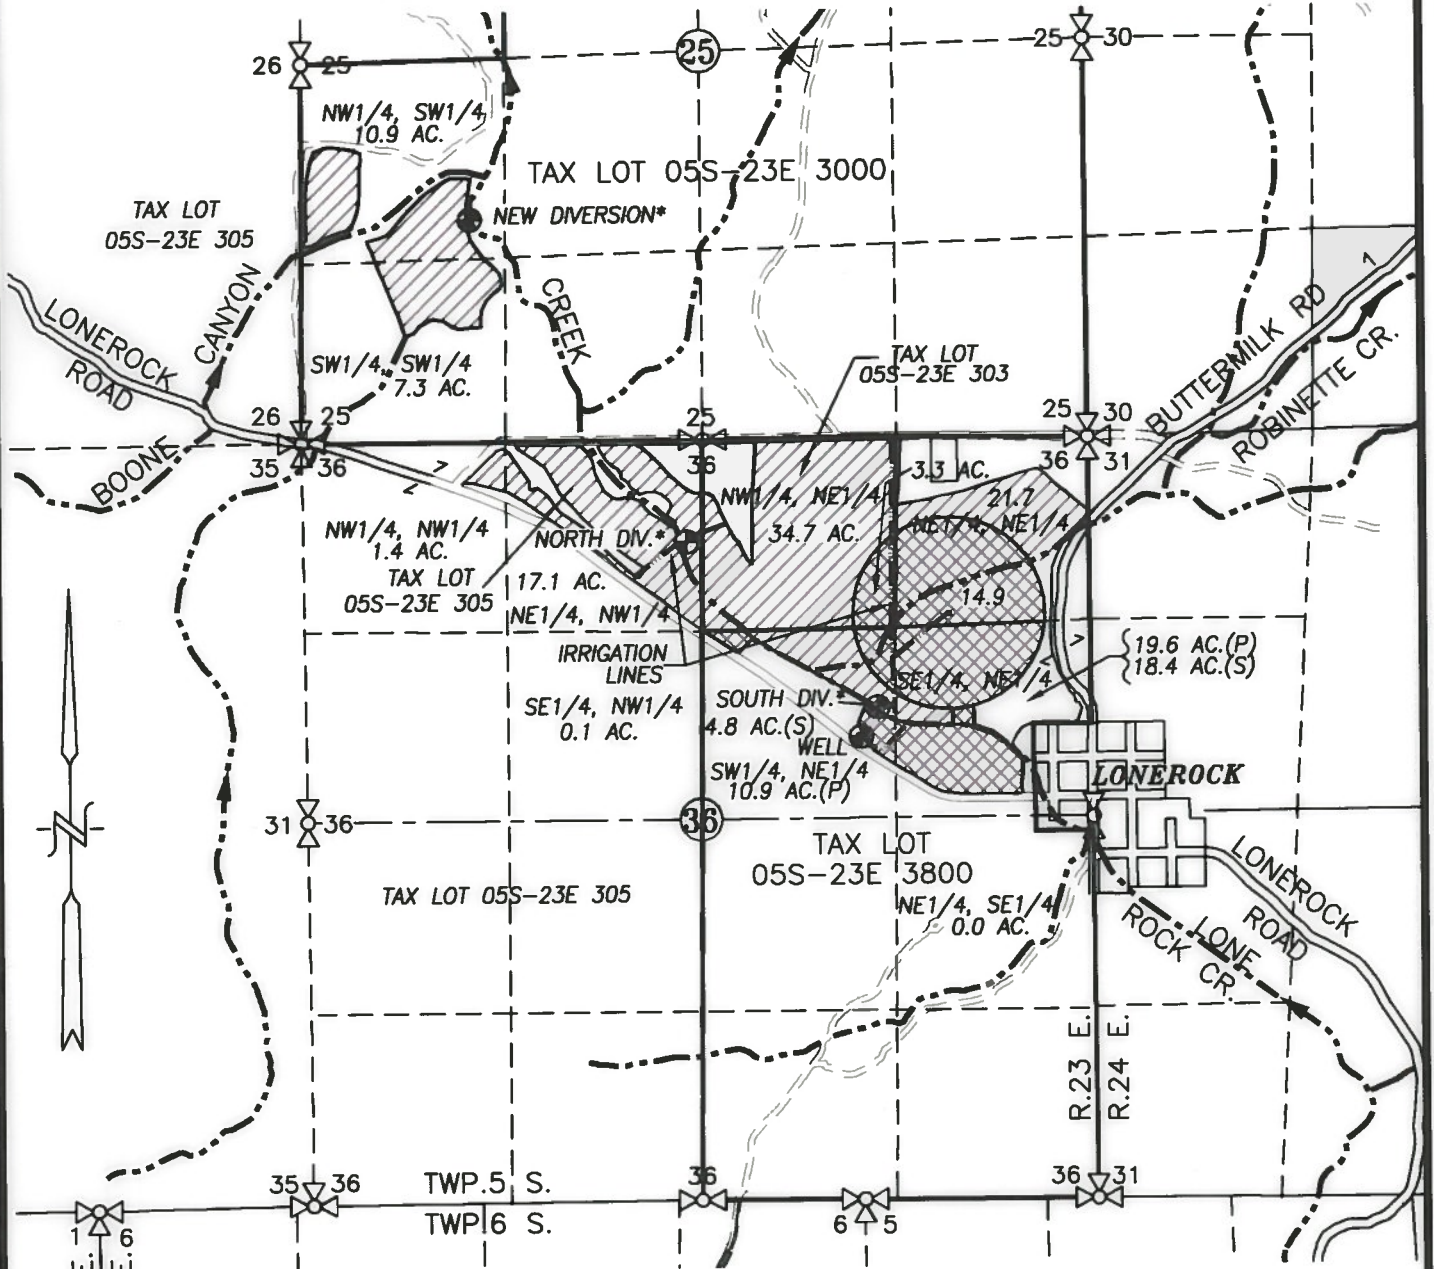 26 25
25
25 30
NW1/4, SW1/4
10.9 AC.
TAX LOT 05S-23E 3000
TAX LOT
05S-23E 305
NEW DIVERSION*
CANYON
CREEK
LONEROCK
ROAD
SW1/4, SW1/4
7.3 AC.
TAX LOT
05S-23E 303
BUTTERMILK RD
ROBINETTE CR.
26 25
35 36
25
36
25 30
36 31
BOONE
3.3 AC.
NW1/4, NE1/4
34.7 AC.
21.7
NE1/4, NE1/4
NW1/4, NW1/4
1.4 AC.
NORTH DIV.*
TAX LOT
05S-23E 305
17.1 AC.
NE1/4, NW1/4
14.9
IRRIGATION
LINES
19.6 AC.(P)
18.4 AC.(S)
SE1/4, NE1/4
SE1/4, NW1/4
0.1 AC.
SOUTH DIV.*
4.8 AC.(S)
WELL
SW1/4, NE1/4
10.9 AC.(P)
LONEROCK
N
31 36
36
TAX LOT
05S-23E 3800
TAX LOT 05S-23E 305
NE1/4, SE1/4
0.0 AC.
LONEROCK
ROAD
LONE
ROCK CR.
R.23 E.
R.24 E.
35 36
TWP.5 S.
36
36 31
1 6
TWP.6 S.
6 5